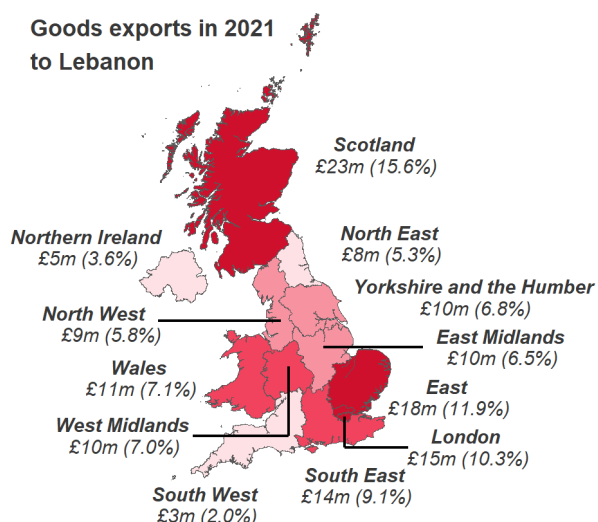 Goods exports in 2021
to Lebanon
Scotland
£23m (15.6%)
Northern Ireland
£5m (3.6%)
North East
£8m (5.3%)
Yorkshire and the Humber
£10m (6.8%)
North West
£9m (5.8%)
East Midlands
£10m (6.5%)
Wales
£11m (7.1%)
East
£18m (11.9%)
West Midlands
£10m (7.0%)
London
£15m (10.3%)
South East
£14m (9.1%)
South West
£3m (2.0%)